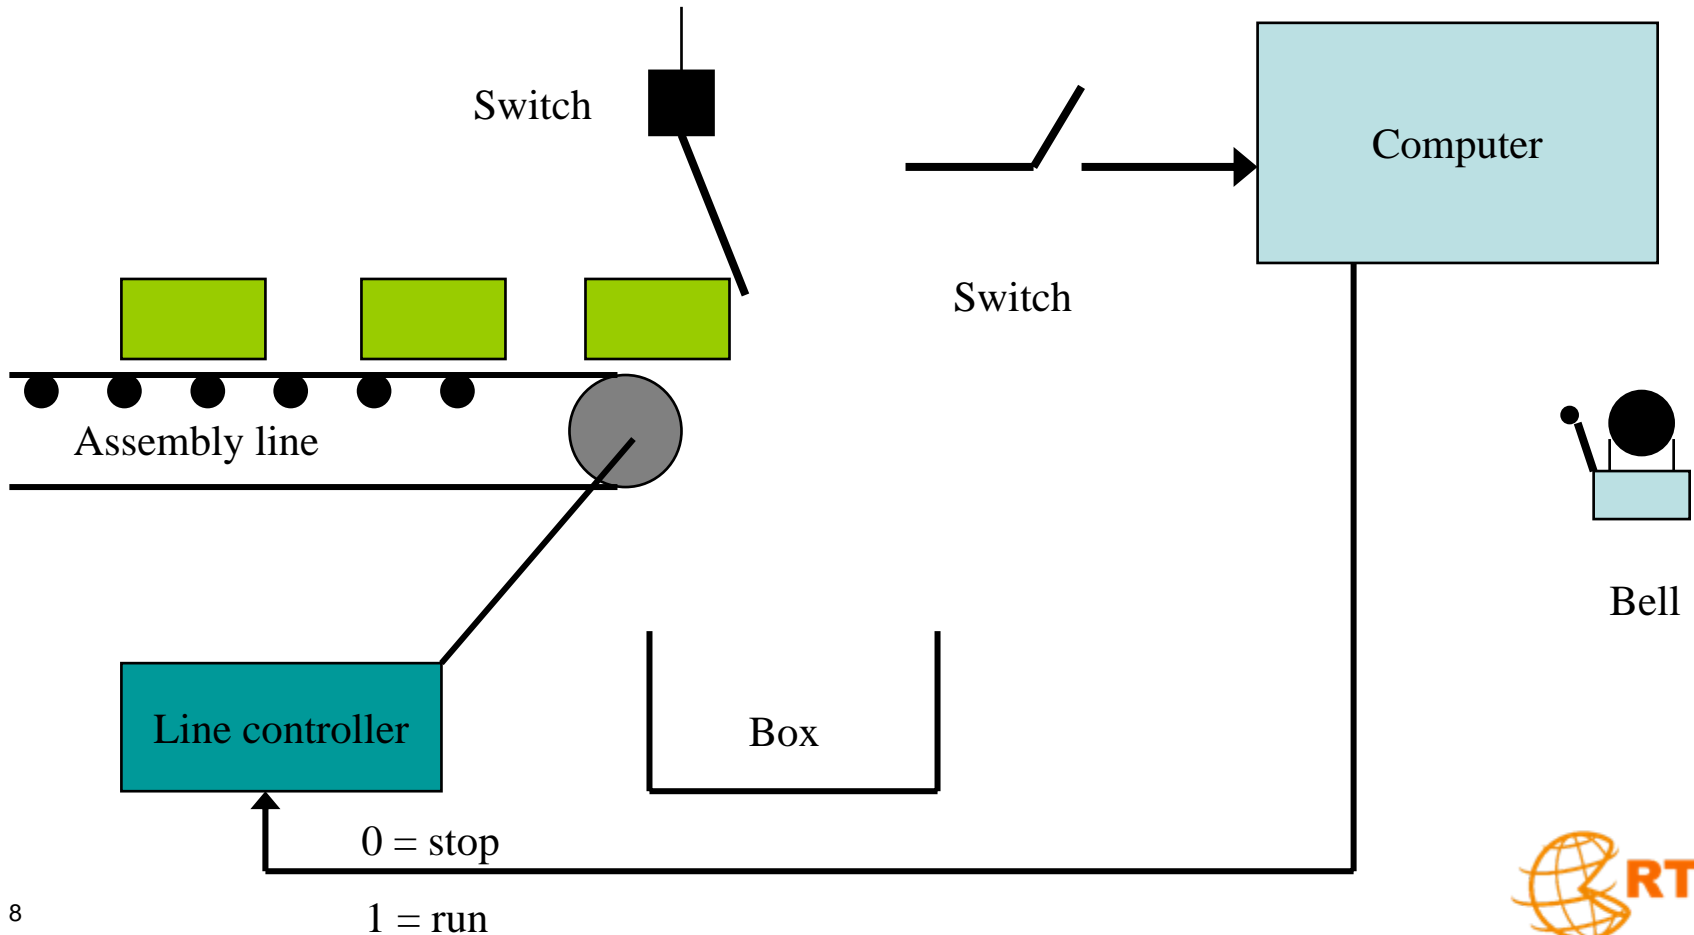 Switch
Computer
Switch
Assembly line
Bell
Line controller
Box
0 = stop
1 = run
8
RT